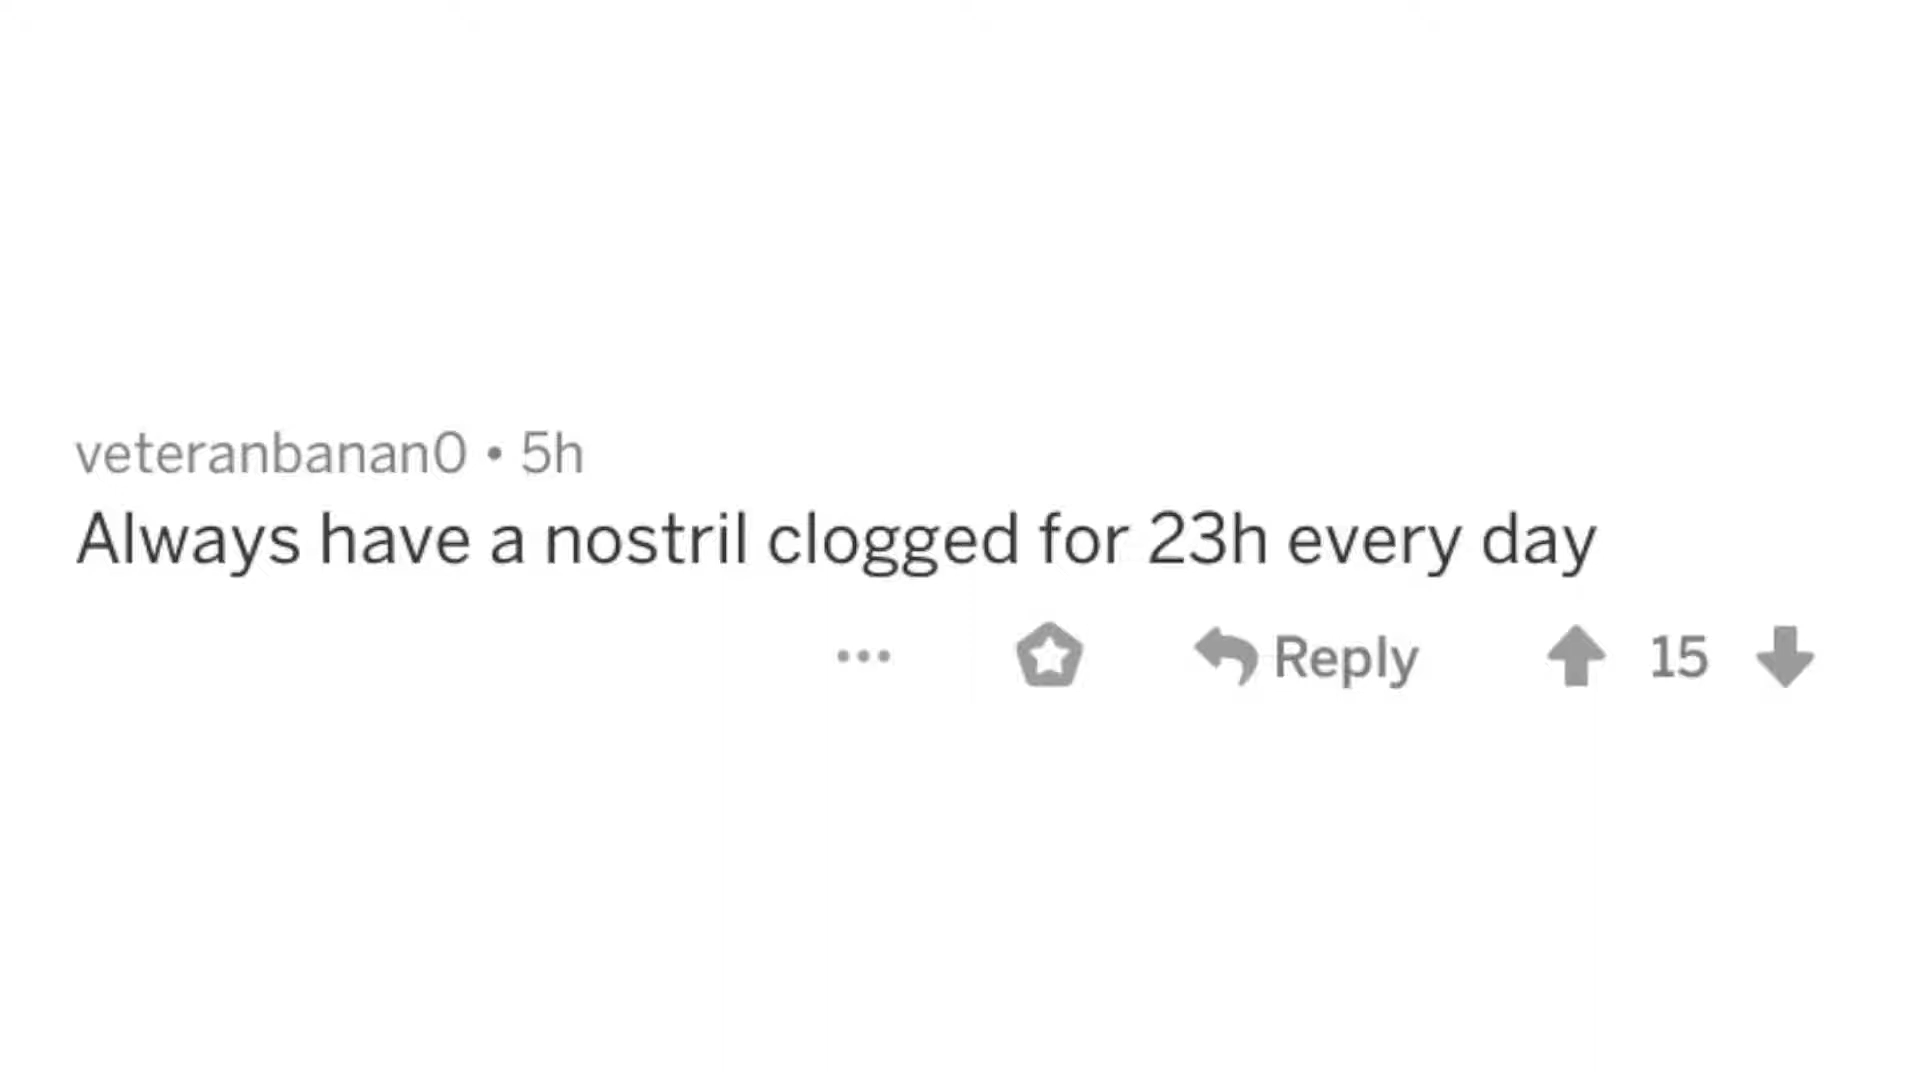 veteranbanan0 • 5h
Always have a nostril clogged for 23h every day
... Reply 15